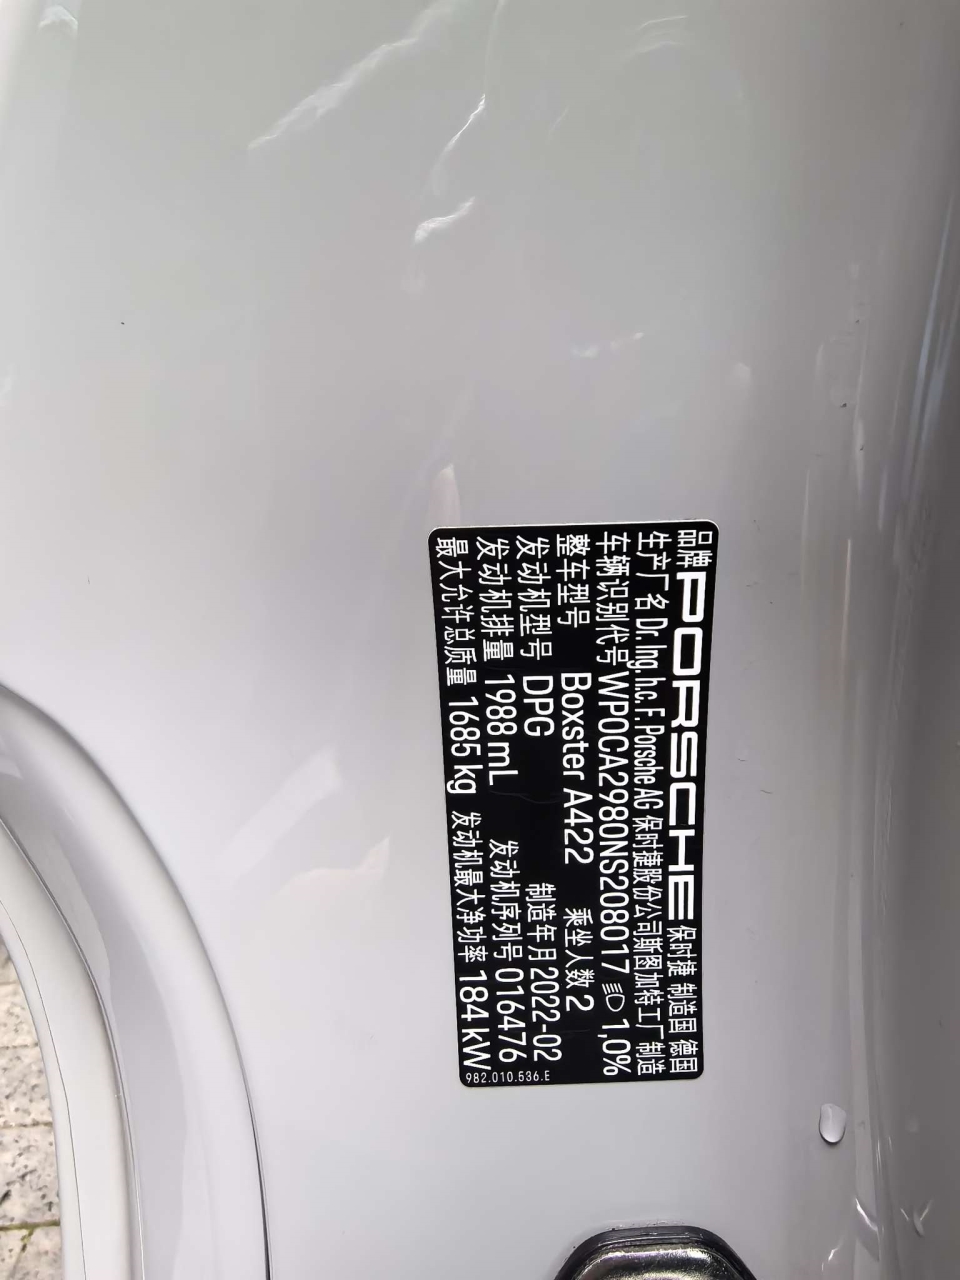 品牌 PORSCHE 保时捷 制造国 德国
生产厂名 Dr. Ing. h.c. F. Porsche AG 保时捷股份公司斯图加特工厂 制造
车辆识别代号 WP0CA2980NS208017 1,0%
整车型号 Boxster A422 乘坐人数 2
发动机型号 DPG 制造年月 2022-02
发动机排量 1988 mL 发动机序列号 016476
最大允许总质量 1685 kg 发动机最大净功率 184 kW
982.010.536.E